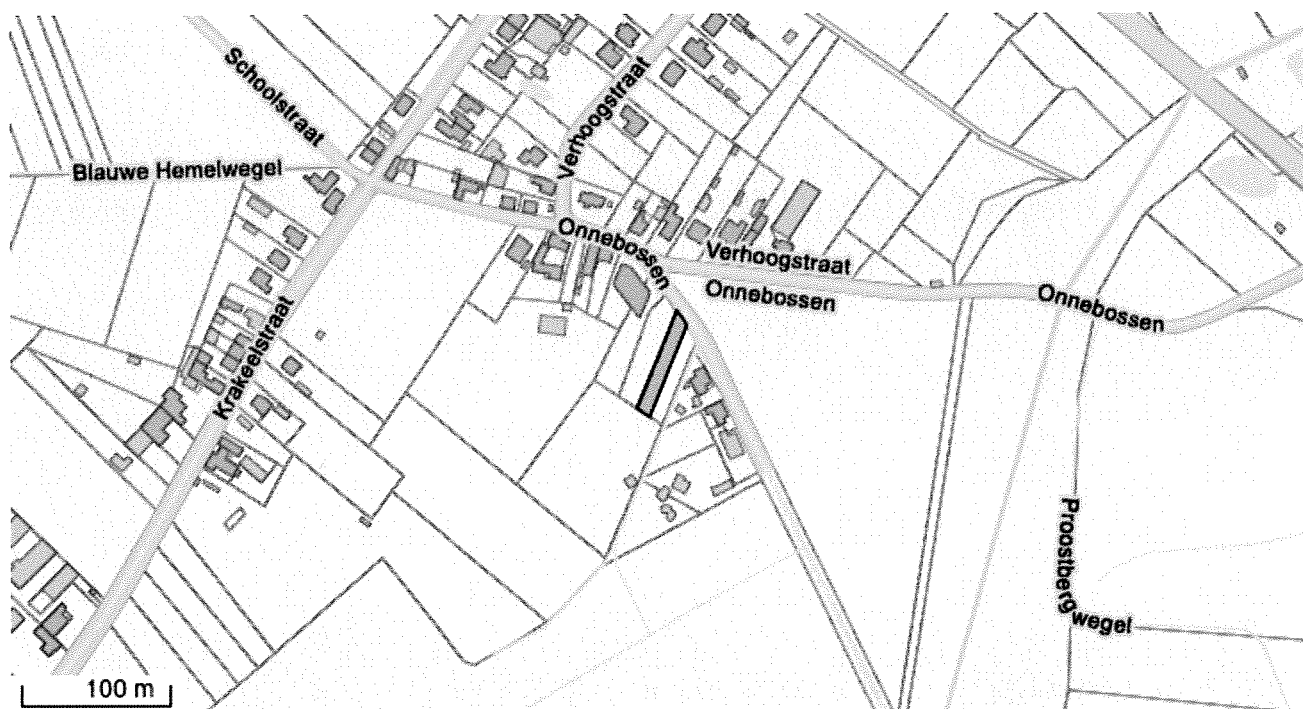 Schoolstraat
Verhoogstraat
Blauwe Hemelwegel
Onnebossen
Verhoogstraat
Onnebossen
Onnebossen
Krakeelstraat
Proostbergwegel
100 m